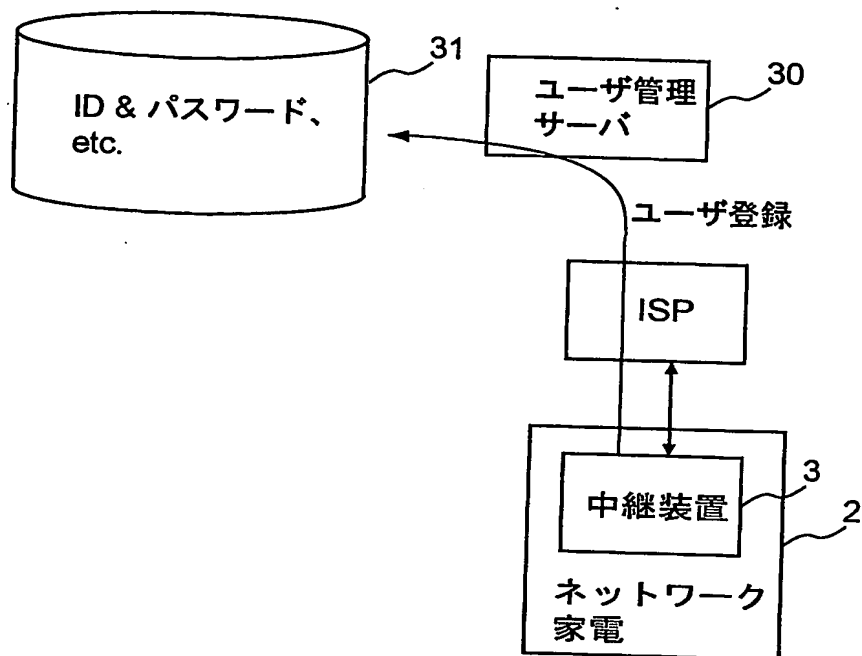 31
ID & パスワード、
etc.
ユーザ管理
サーバ
30
ユーザ登録
ISP
中継装置
3
2
ネットワーク
家電